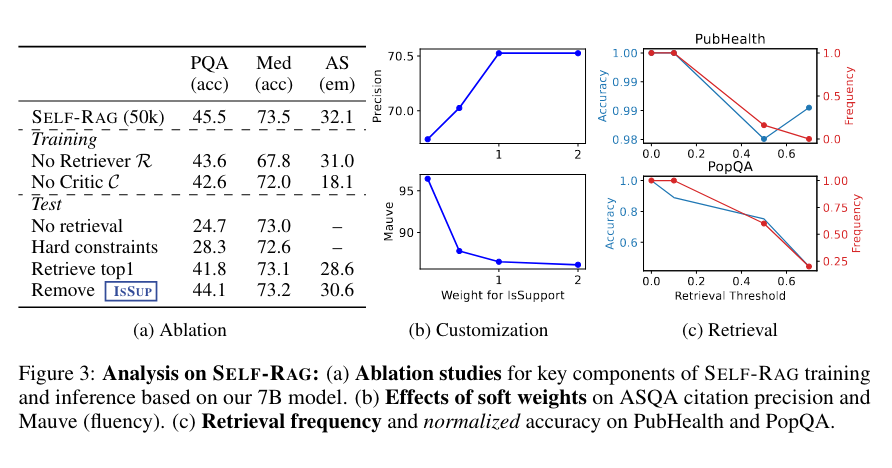 PQA Med AS
(acc) (acc) (em)
SELF-RAG (50k) 45.5 73.5 32.1
Training
No Retriever R 43.6 67.8 31.0
No Critic C 42.6 72.0 18.1
Test
No retrieval 24.7 73.0 –
Hard constraints 28.3 72.6 –
Retrieve top1 41.8 73.1 28.6
Remove ISSUP 44.1 73.2 30.6
(a) Ablation
Precision
70.5
70.0
1 2
Mauve
95
90
1 2
Weight for IsSupport
(b) Customization
PubHealth
Accuracy
1.00
0.99
0.99
0.98
Frequency
1.0
0.5
0.0
0.0 0.2 0.4 0.6
PopQA
Accuracy
1.0
0.8
0.6
Frequency
1.00
0.75
0.50
0.25
0.0 0.2 0.4 0.6
Retrieval Threshold
(c) Retrieval
Figure 3: Analysis on SELF-RAG: (a) Ablation studies for key components of SELF-RAG training
and inference based on our 7B model. (b) Effects of soft weights on ASQA citation precision and
Mauve (fluency). (c) Retrieval frequency and normalized accuracy on PubHealth and PopQA.